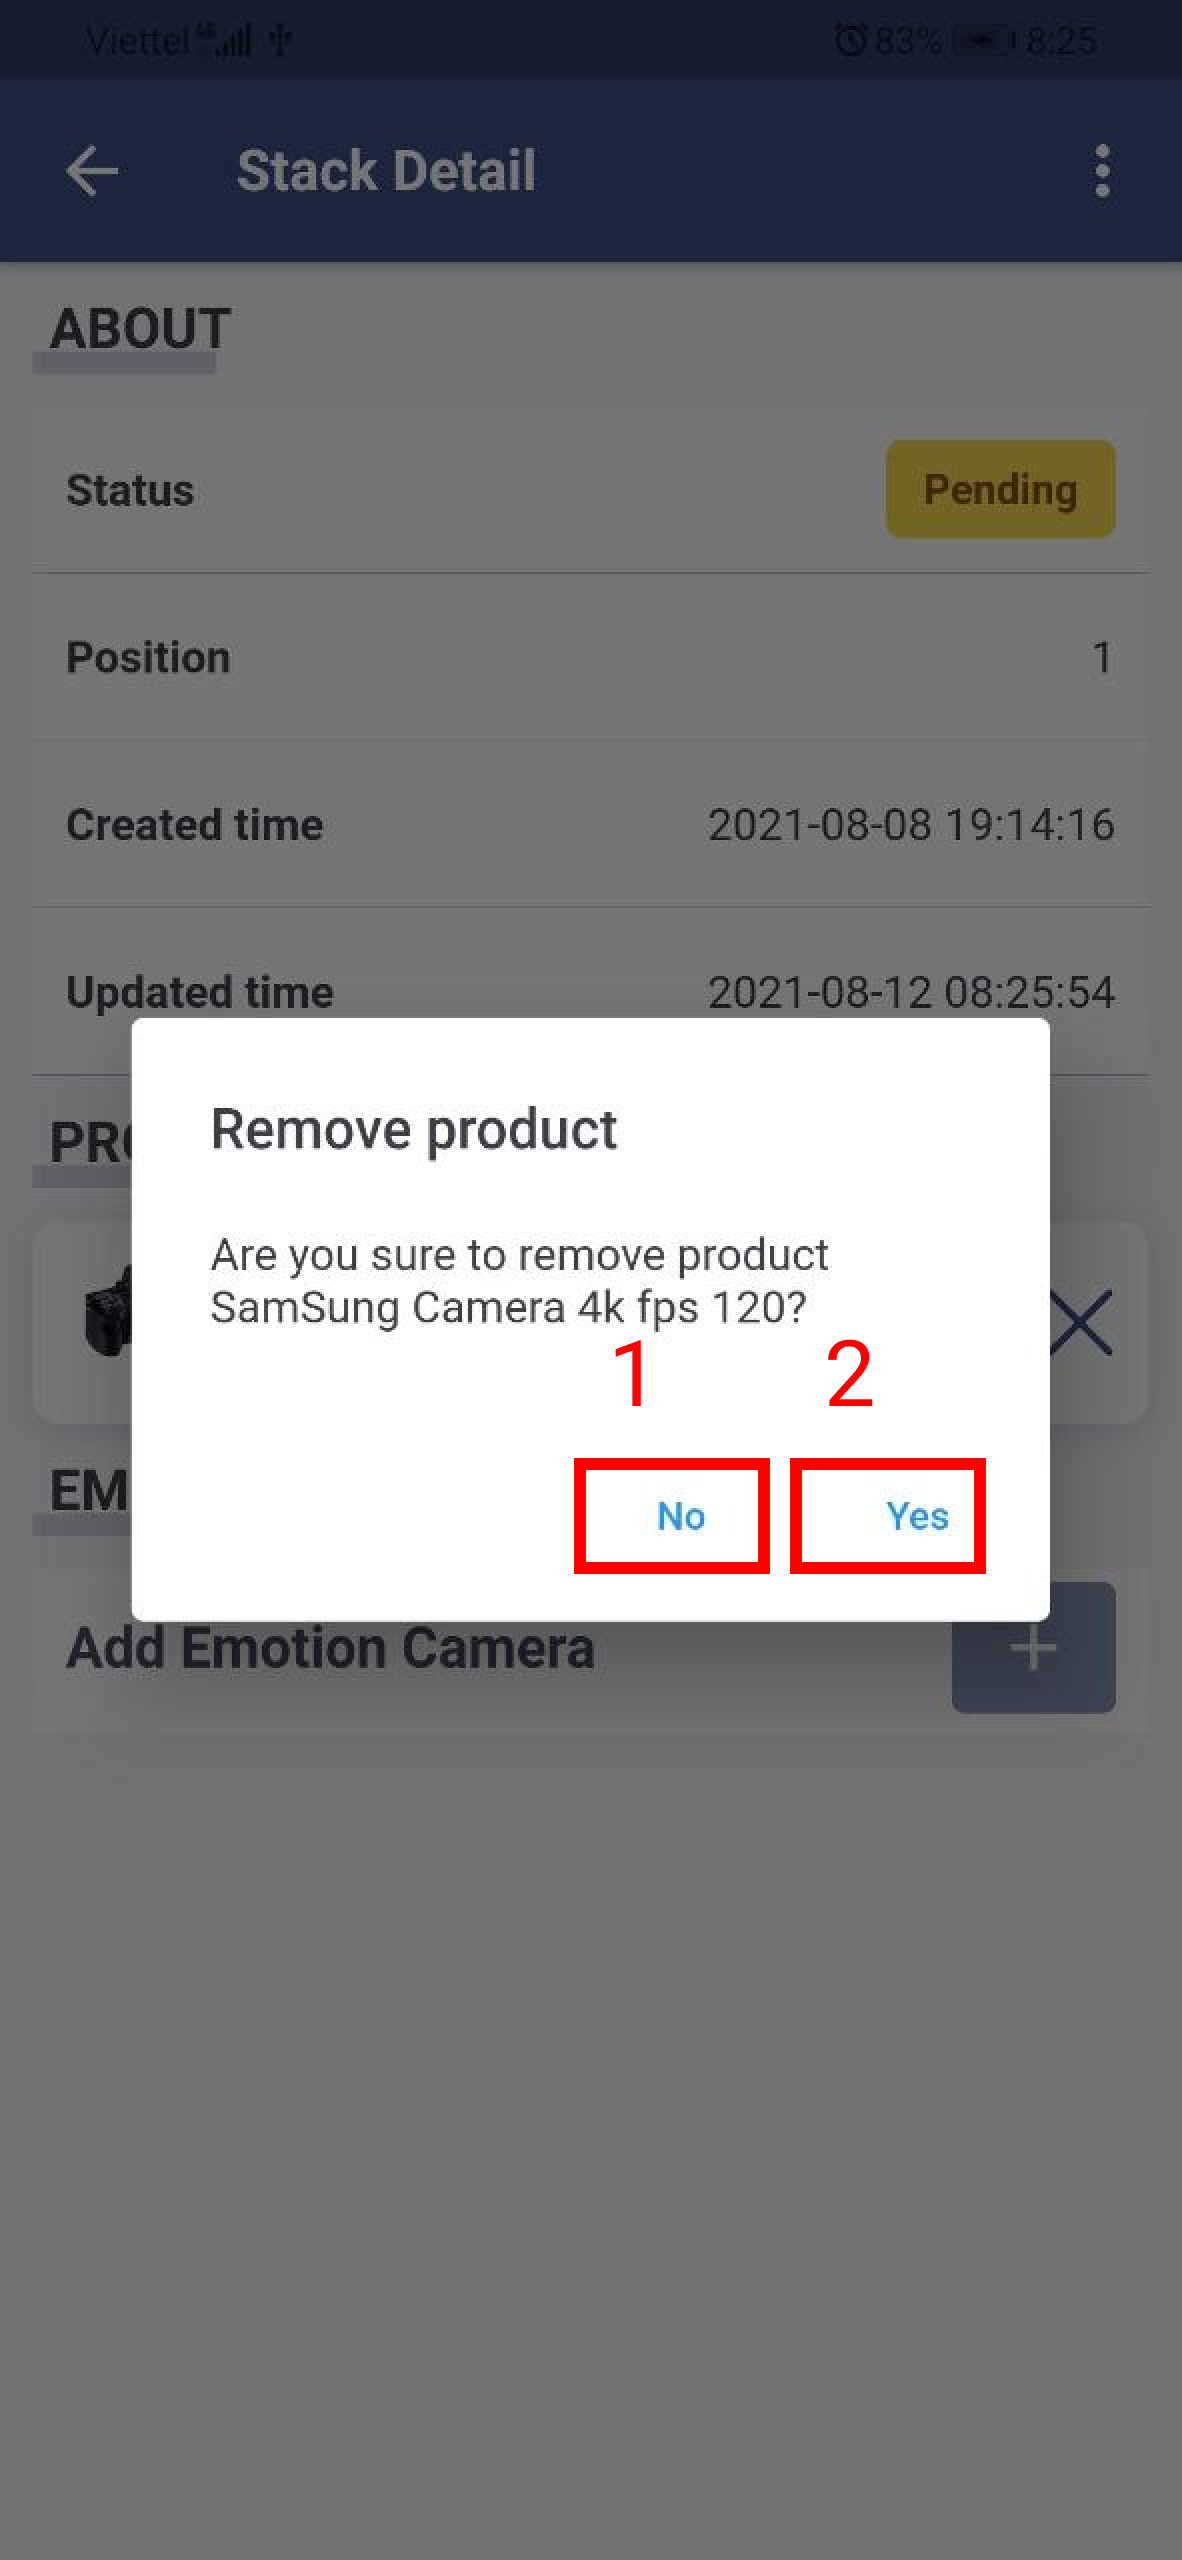 Viettel 4G 83% 8:25
Stack Detail
ABOUT
Status Pending
Position 1
Created time 2021-08-08 19:14:16
Updated time 2021-08-12 08:25:54
PRO
Remove product
Are you sure to remove product
SamSung Camera 4k fps 120?
1 2
EM
No Yes
Add Emotion Camera